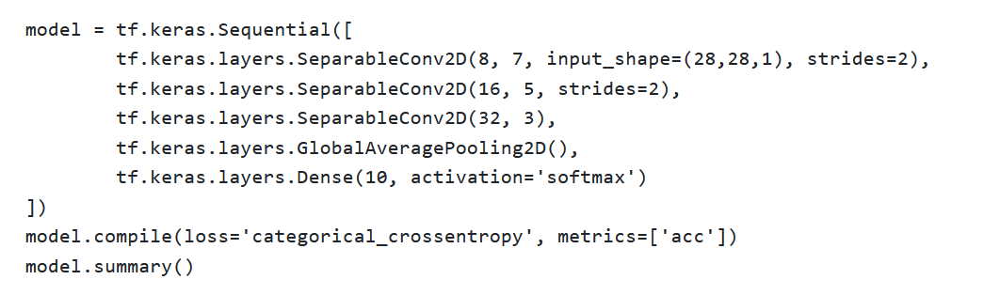 model = tf.keras.Sequential([
        tf.keras.layers.SeparableConv2D(8, 7, input_shape=(28,28,1), strides=2),
        tf.keras.layers.SeparableConv2D(16, 5, strides=2),
        tf.keras.layers.SeparableConv2D(32, 3),
        tf.keras.layers.GlobalAveragePooling2D(),
        tf.keras.layers.Dense(10, activation='softmax')
])
model.compile(loss='categorical_crossentropy', metrics=['acc'])
model.summary()